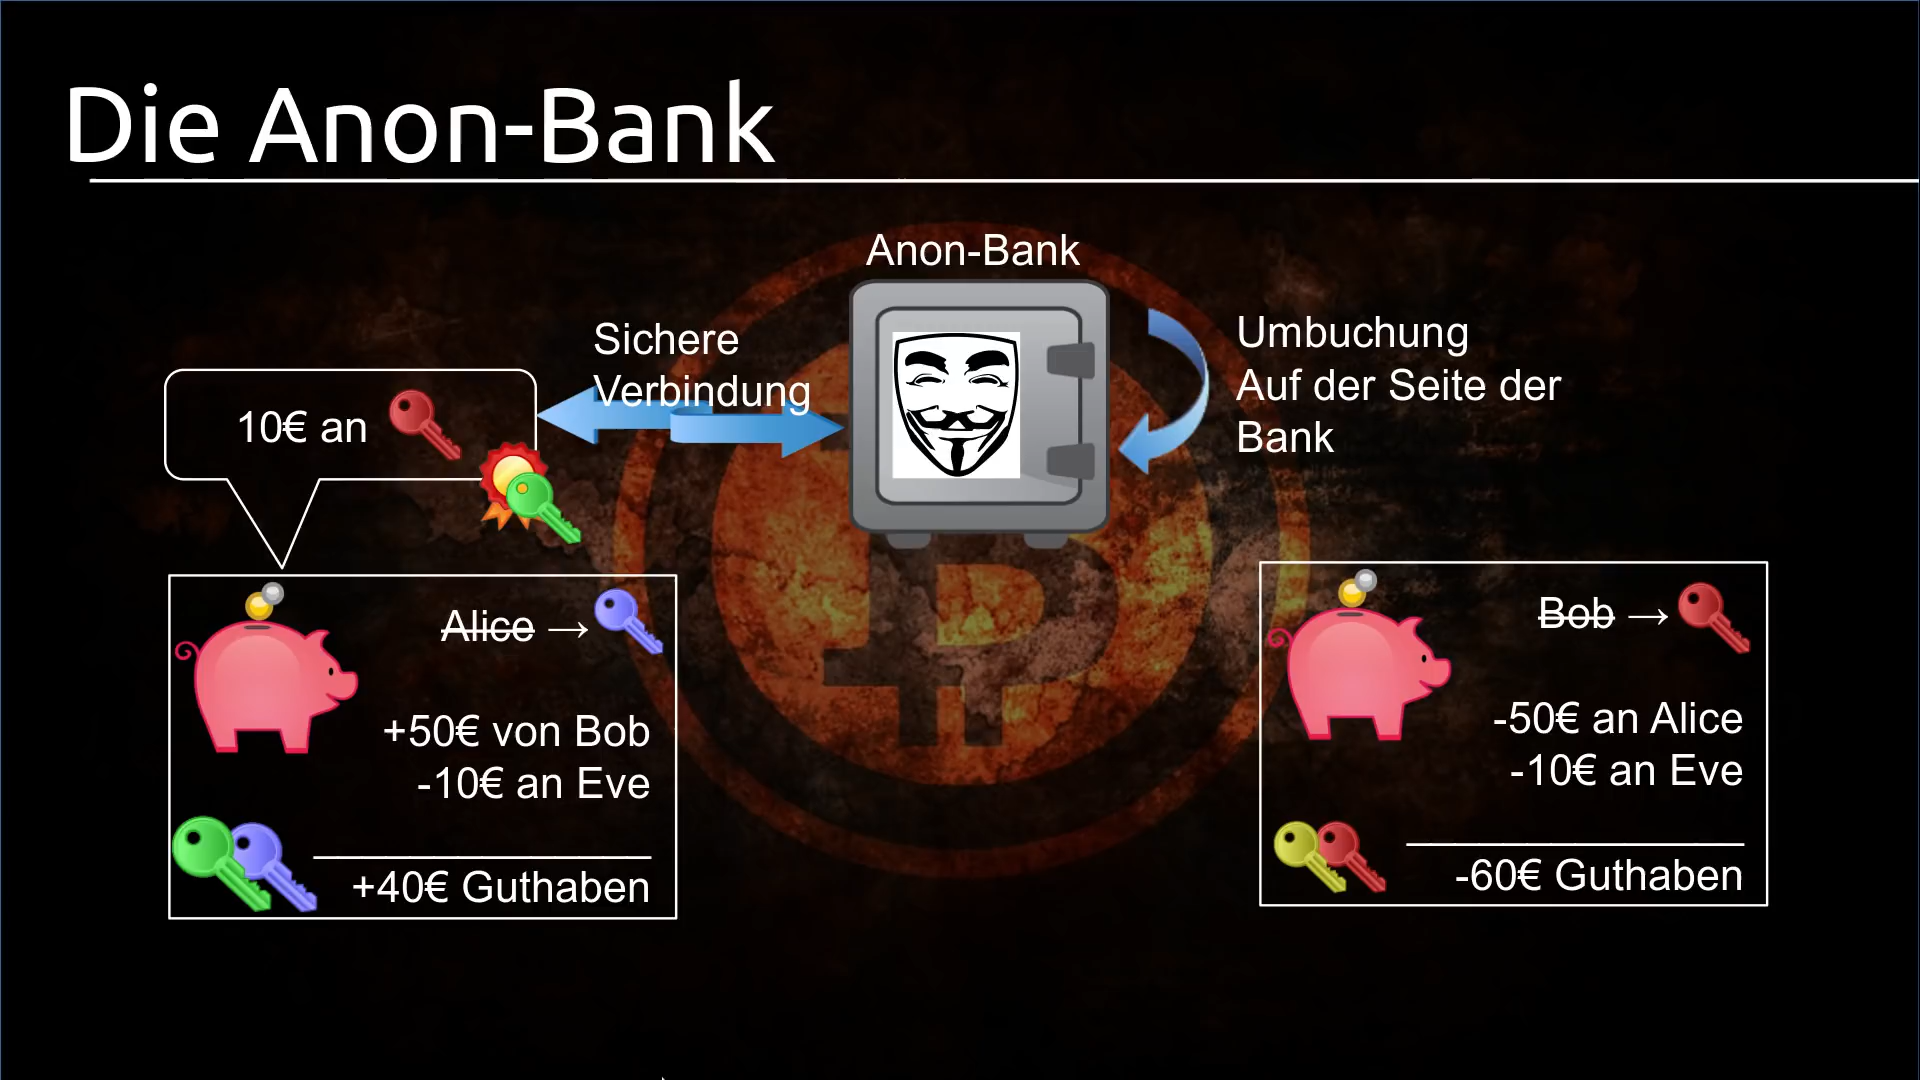 Die Anon-Bank
Anon-Bank
Sichere
Verbindung
Umbuchung
Auf der Seite der
Bank
10€ an
Alice →
+50€ von Bob
-10€ an Eve
+40€ Guthaben
Bob →
-50€ an Alice
-10€ an Eve
-60€ Guthaben